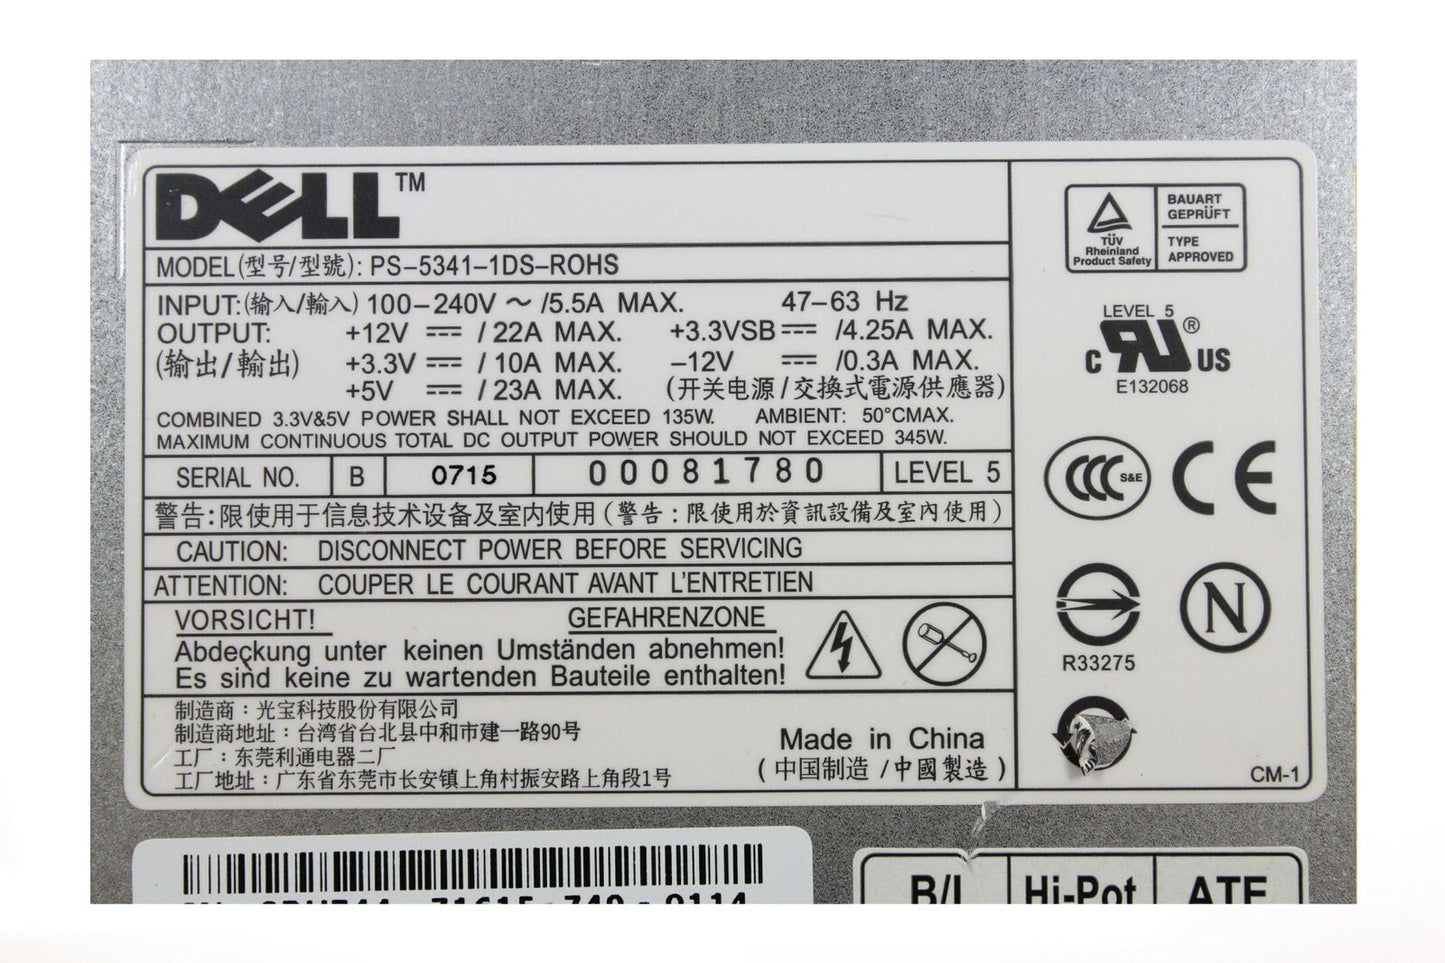 DELL™
MODEL(型号/型號): PS-5341-1DS-ROHS
INPUT:(输入/輸入) 100-240V ～ /5.5A MAX. 47-63 Hz
OUTPUT: +12V ⎓ /22A MAX. +3.3VSB ⎓ /4.25A MAX.
(输出/輸出) +3.3V ⎓ /10A MAX. -12V ⎓ /0.3A MAX.
+5V ⎓ /23A MAX. (开关电源/交換式電源供應器)
COMBINED 3.3V&5V POWER SHALL NOT EXCEED 135W. AMBIENT: 50°CMAX.
MAXIMUM CONTINUOUS TOTAL DC OUTPUT POWER SHOULD NOT EXCEED 345W.
SERIAL NO. B 0715 00081780 LEVEL 5
警告:限使用于信息技术设备及室内使用(警告:限使用於資訊設備及室內使用)
CAUTION: DISCONNECT POWER BEFORE SERVICING
ATTENTION: COUPER LE COURANT AVANT L'ENTRETIEN
VORSICHT! GEFAHRENZONE
Abdeckung unter keinen Umständen abnehmen!
Es sind keine zu wartenden Bauteile enthalten!
制造商:光宝科技股份有限公司
制造商地址:台湾省台北县中和市建一路90号
工厂:东莞利通电器二厂
工厂地址:广东省东莞市长安镇上角村振安路上角段1号
Made in China
(中国制造/中國製造)
TÜV
Rheinland
Product Safety
BAUART
GEPRÜFT
TYPE
APPROVED
LEVEL 5
C RU® US
E132068
CCC S&E CE
R33275
N
CM-1
B/I Hi-Pot ATE